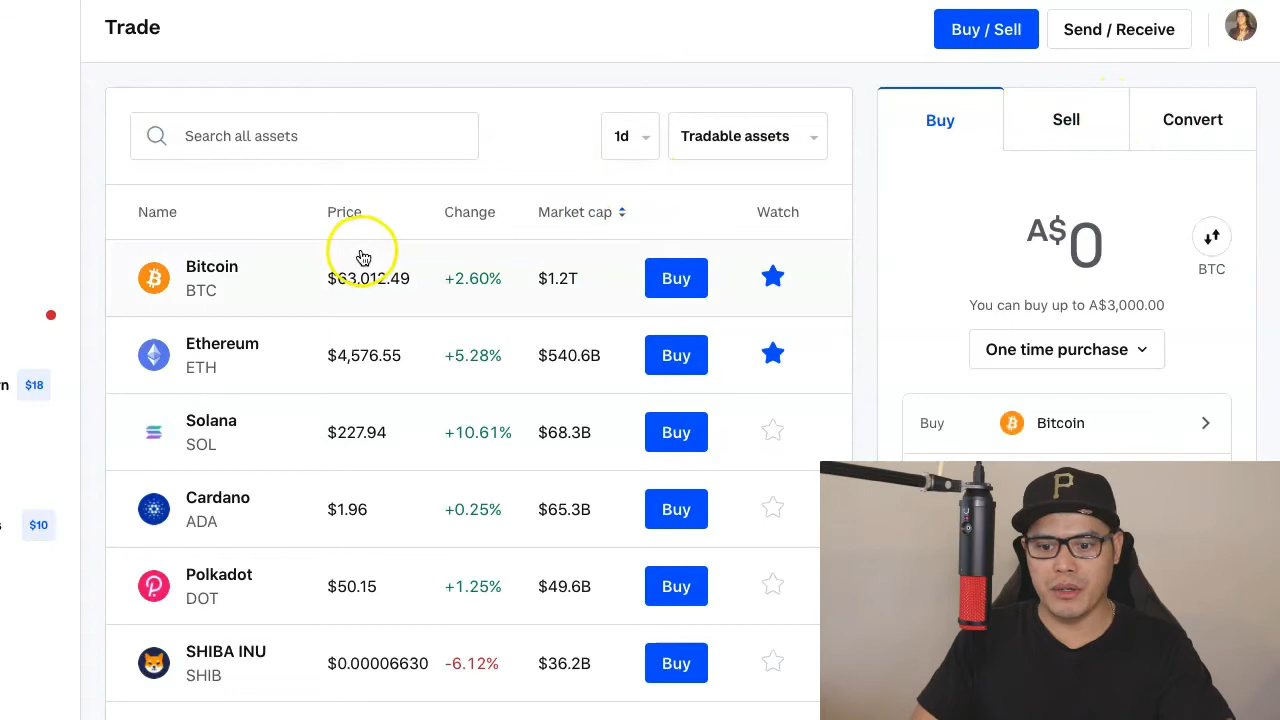 Trade
Buy / Sell
Send / Receive
Search all assets
1d
Tradable assets
Buy
Sell
Convert
Name
Price
Change
Market cap
Watch
A$0
BTC
You can buy up to A$3,000.00
One time purchase
Buy
Bitcoin
Bitcoin
BTC
$63,012.49
+2.60%
$1.2T
Buy
Ethereum
ETH
$4,576.55
+5.28%
$540.6B
Buy
Solana
SOL
$227.94
+10.61%
$68.3B
Buy
Cardano
ADA
$1.96
+0.25%
$65.3B
Buy
Polkadot
DOT
$50.15
+1.25%
$49.6B
Buy
SHIBA INU
SHIB
$0.00006630
-6.12%
$36.2B
Buy
$18
$10
P